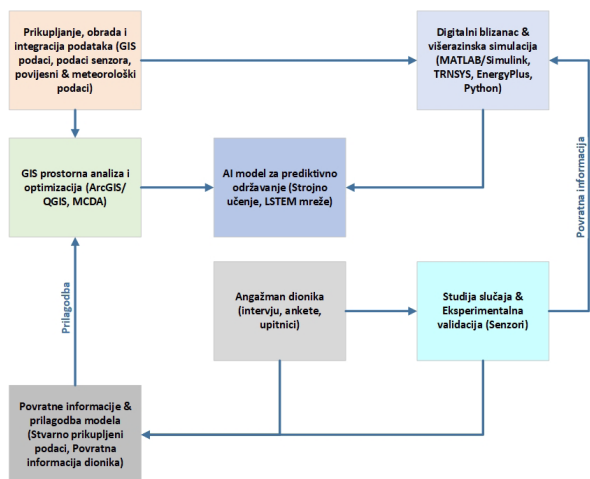 Prikupljanje, obrada i
integracija podataka (GIS
podaci, podaci senzora,
povijesni & meteorološki
podaci)
Digitalni blizanac &
višerazinska simulacija
(MATLAB/Simulink,
TRNSYS, EnergyPlus,
Python)
GIS prostorna analiza i
optimizacija (ArcGIS/
QGIS, MCDA)
AI model za prediktivno
održavanje (Strojno
učenje, LSTEM mreže)
Povratna informacija
Angažman dionika
(intervju, ankete,
upitnici)
Studija slučaja &
Eksperimentalna
validacija (Senzori)
Prilagodba
Povratne informacije &
prilagodba modela
(Stvarno prikupljeni
podaci, Povratna
informacija dionika)